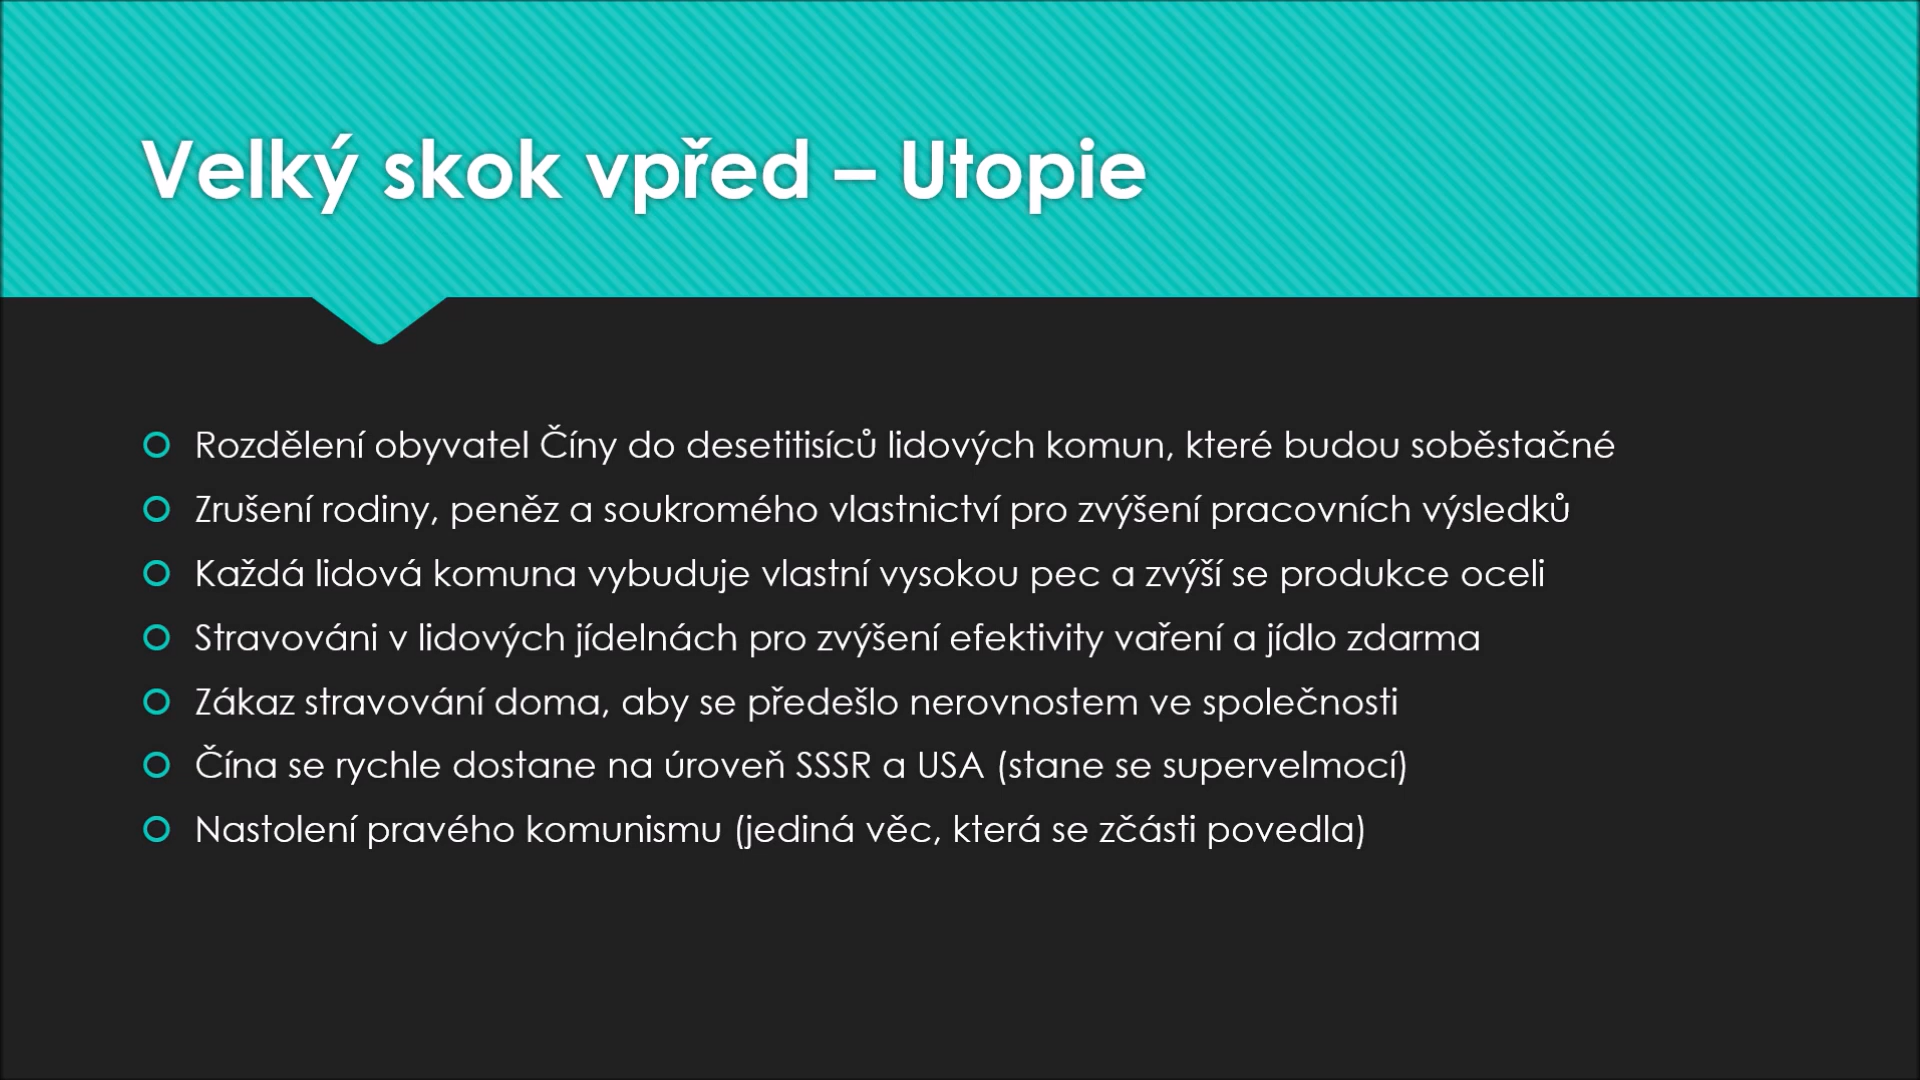 Velký skok vpřed – Utopie
Rozdělení obyvatel Číny do desetitisíců lidových komun, které budou soběstačné
Zrušení rodiny, peněz a soukromého vlastnictví pro zvýšení pracovních výsledků
Každá lidová komuna vybuduje vlastní vysokou pec a zvýší se produkce oceli
Stravováni v lidových jídelnách pro zvýšení efektivity vaření a jídlo zdarma
Zákaz stravování doma, aby se předešlo nerovnostem ve společnosti
Čína se rychle dostane na úroveň SSSR a USA (stane se supervelmocí)
Nastolení pravého komunismu (jediná věc, která se zčásti povedla)